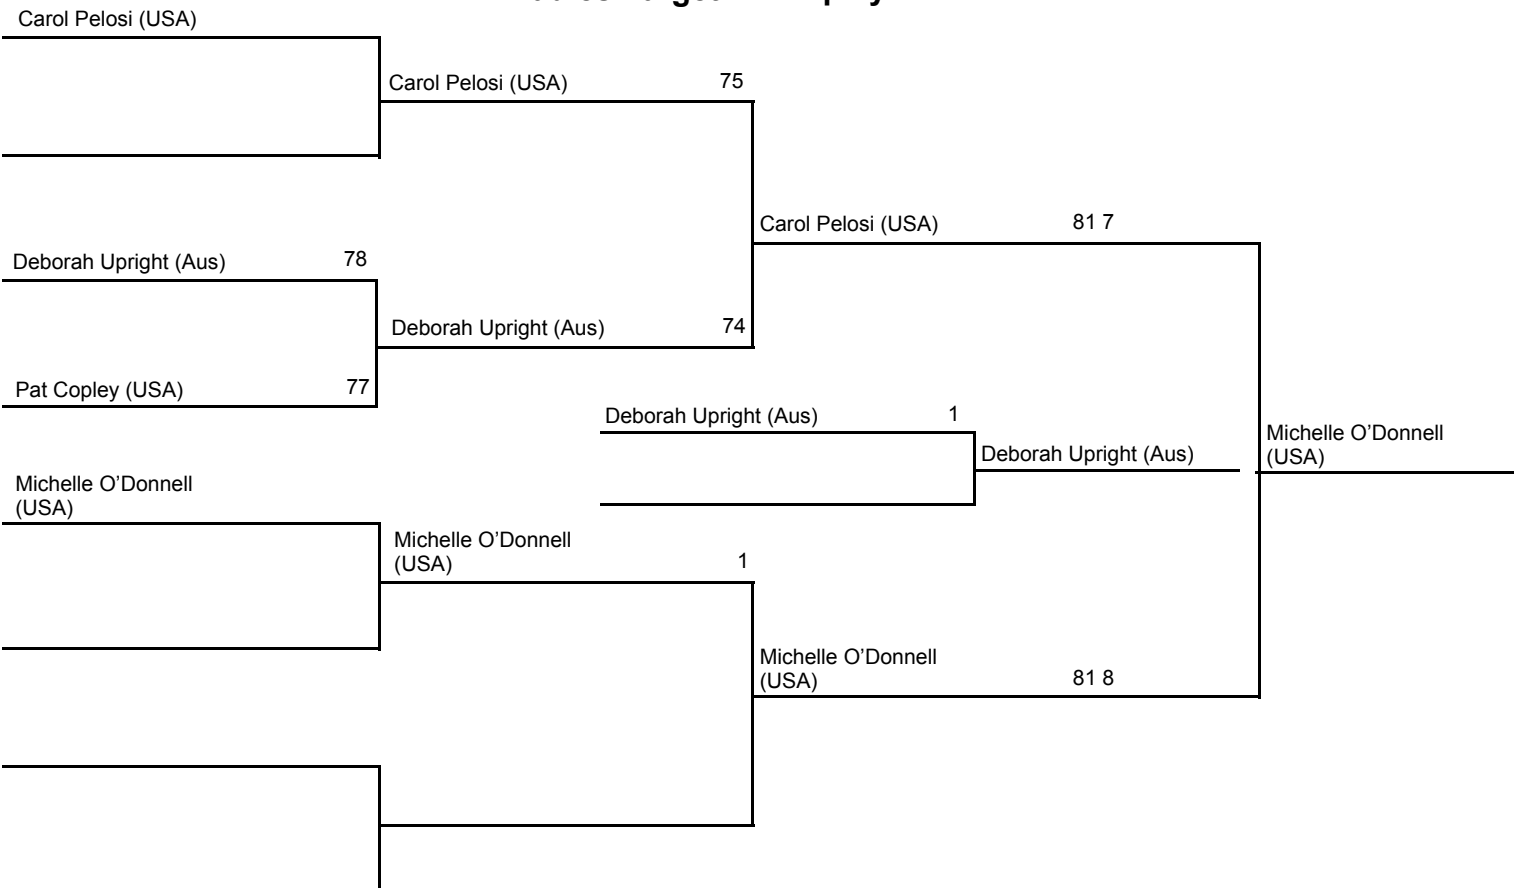 Carol Pelosi (USA)
Carol Pelosi (USA) 75
Carol Pelosi (USA) 81 7
Deborah Upright (Aus) 78
Deborah Upright (Aus) 74
Pat Copley (USA) 77
Deborah Upright (Aus) 1
Deborah Upright (Aus)
Michelle O’Donnell
(USA)
Michelle O’Donnell
(USA)
Michelle O’Donnell
(USA) 1
Michelle O’Donnell
(USA) 81 8